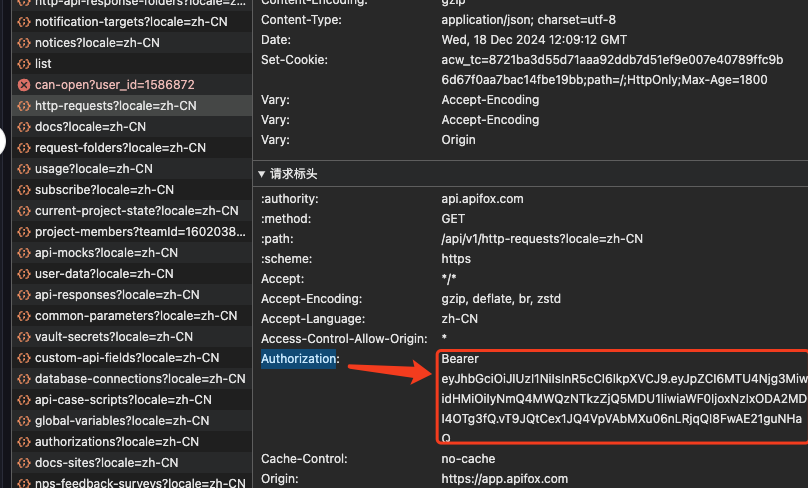 http-api-response-folders?locale=z...
notification-targets?locale=zh-CN
notices?locale=zh-CN
list
can-open?user_id=1586872
http-requests?locale=zh-CN
docs?locale=zh-CN
request-folders?locale=zh-CN
usage?locale=zh-CN
subscribe?locale=zh-CN
current-project-state?locale=zh-CN
project-members?teamId=1602038...
api-mocks?locale=zh-CN
user-data?locale=zh-CN
api-responses?locale=zh-CN
common-parameters?locale=zh-CN
vault-secrets?locale=zh-CN
custom-api-fields?locale=zh-CN
database-connections?locale=zh-CN
api-case-scripts?locale=zh-CN
global-variables?locale=zh-CN
authorizations?locale=zh-CN
docs-sites?locale=zh-CN
nps-feedback-surveys?locale=zh-CN
Content-Encoding: gzip
Content-Type: application/json; charset=utf-8
Date: Wed, 18 Dec 2024 12:09:12 GMT
Set-Cookie: acw_tc=8721ba3d55d71aaa92ddb7d51ef9e007e40789ffc9b
6d67f0aa7bac14fbe19bb;path=/;HttpOnly;Max-Age=1800
Vary: Accept-Encoding
Vary: Accept-Encoding
Vary: Origin
请求标头
:authority: api.apifox.com
:method: GET
:path: /api/v1/http-requests?locale=zh-CN
:scheme: https
Accept: */*
Accept-Encoding: gzip, deflate, br, zstd
Accept-Language: zh-CN
Access-Control-Allow-Origin: *
Authorization: Bearer
eyJhbGciOiJIUzI1NiIsInR5cCI6IkpXVCJ9.eyJpZCI6MTU4Njg3Miw
idHMiOiIyNmQ4MWQzNTkzZjQ5MDU1IiwiaWF0IjoxNzIxODA2MD
I4OTg3fQ.vT9JQtCex1JQ4VpVAbMXu06nLRjqQI8FwAE21guNHa
Q
Cache-Control: no-cache
Origin: https://app.apifox.com